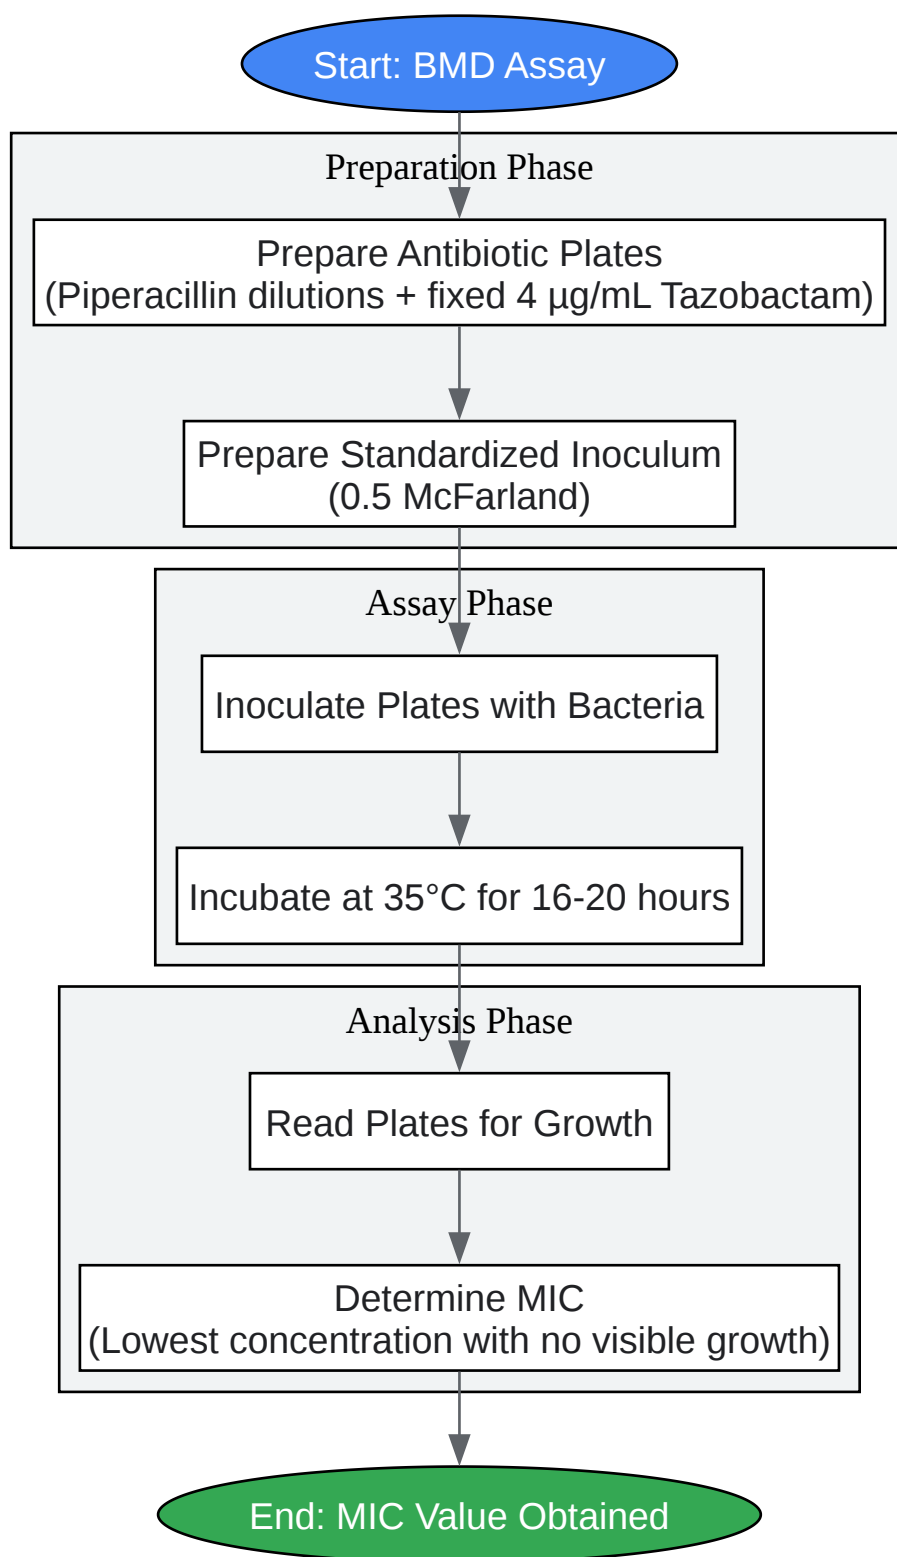 Start: BMD Assay
Preparation Phase
Prepare Antibiotic Plates
(Piperacillin dilutions + fixed 4 µg/mL Tazobactam)
Prepare Standardized Inoculum
(0.5 McFarland)
Assay Phase
Inoculate Plates with Bacteria
Incubate at 35°C for 16-20 hours
Analysis Phase
Read Plates for Growth
Determine MIC
(Lowest concentration with no visible growth)
End: MIC Value Obtained